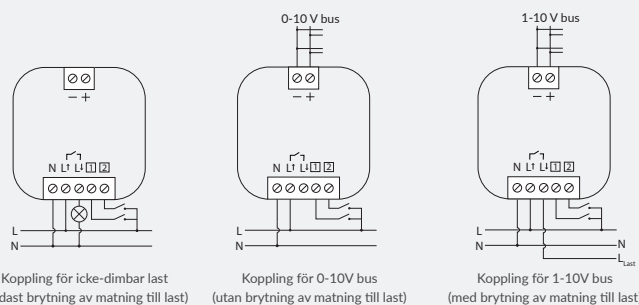 0-10 V bus
1-10 V bus
− +
− +
− +
N L↑ L↓ 1 2
N L↑ L↓ 1 2
N L↑ L↓ 1 2
L
N
L
N
L
N
N
L Last
Koppling för icke-dimbar last
dast brytning av matning till last)
Koppling för 0-10V bus
(utan brytning av matning till last)
Koppling för 1-10V bus
(med brytning av matning till last